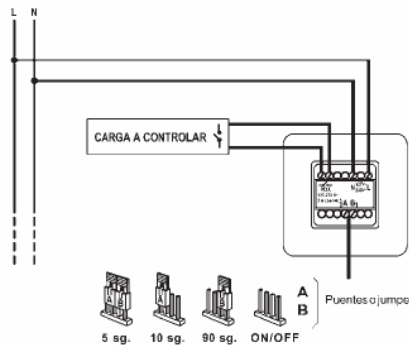 L N
CARGA A CONTROLAR
A
B
Puentes o jumpe
5 sg. 10 sg. 90 sg. ON/OFF